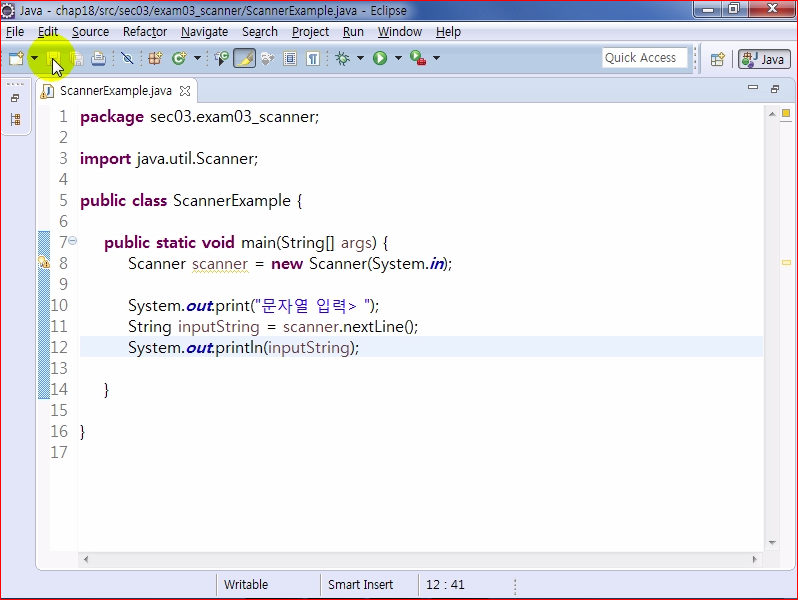 Java - chap18/src/sec03/exam03_scanner/ScannerExample.java - Eclipse
File Edit Source Refactor Navigate Search Project Run Window Help
Quick Access
Java
ScannerExample.java
1 package sec03.exam03_scanner;
2
3 import java.util.Scanner;
4
5 public class ScannerExample {
6
7 public static void main(String[] args) {
8 Scanner scanner = new Scanner(System.in);
9
10 System.out.print("문자열 입력> ");
11 String inputString = scanner.nextLine();
12 System.out.println(inputString);
13
14 }
15
16 }
17
Writable Smart Insert 12 : 41